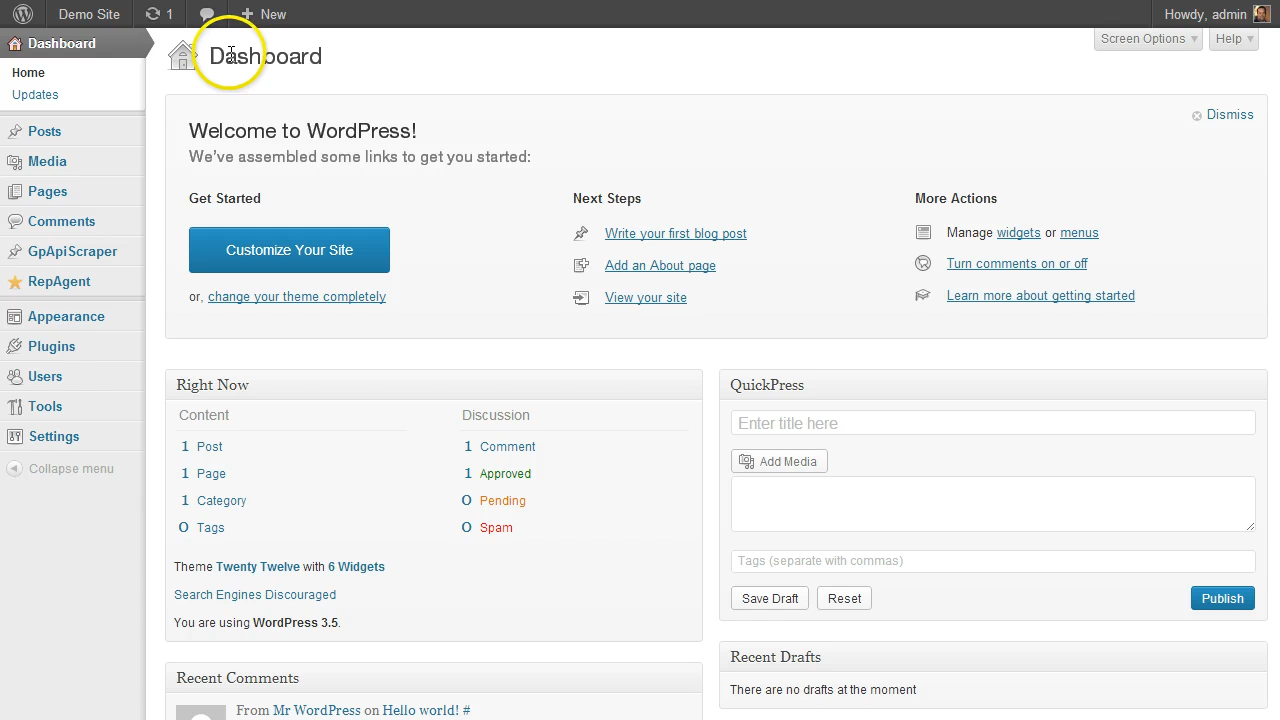 Demo Site 1 New Howdy, admin
Dashboard
Home
Updates
Posts
Media
Pages
Comments
GpApiScraper
RepAgent
Appearance
Plugins
Users
Tools
Settings
Collapse menu
Screen Options Help
Dashboard
Dismiss
Welcome to WordPress!
We've assembled some links to get you started:
Get Started
Customize Your Site
or, change your theme completely
Next Steps
Write your first blog post
Add an About page
View your site
More Actions
Manage widgets or menus
Turn comments on or off
Learn more about getting started
Right Now
Content
1 Post
1 Page
1 Category
0 Tags
Discussion
1 Comment
1 Approved
0 Pending
0 Spam
Theme Twenty Twelve with 6 Widgets
Search Engines Discouraged
You are using WordPress 3.5.
Recent Comments
From Mr WordPress on Hello world! #
QuickPress
Enter title here
Add Media
Tags (separate with commas)
Save Draft Reset Publish
Recent Drafts
There are no drafts at the moment